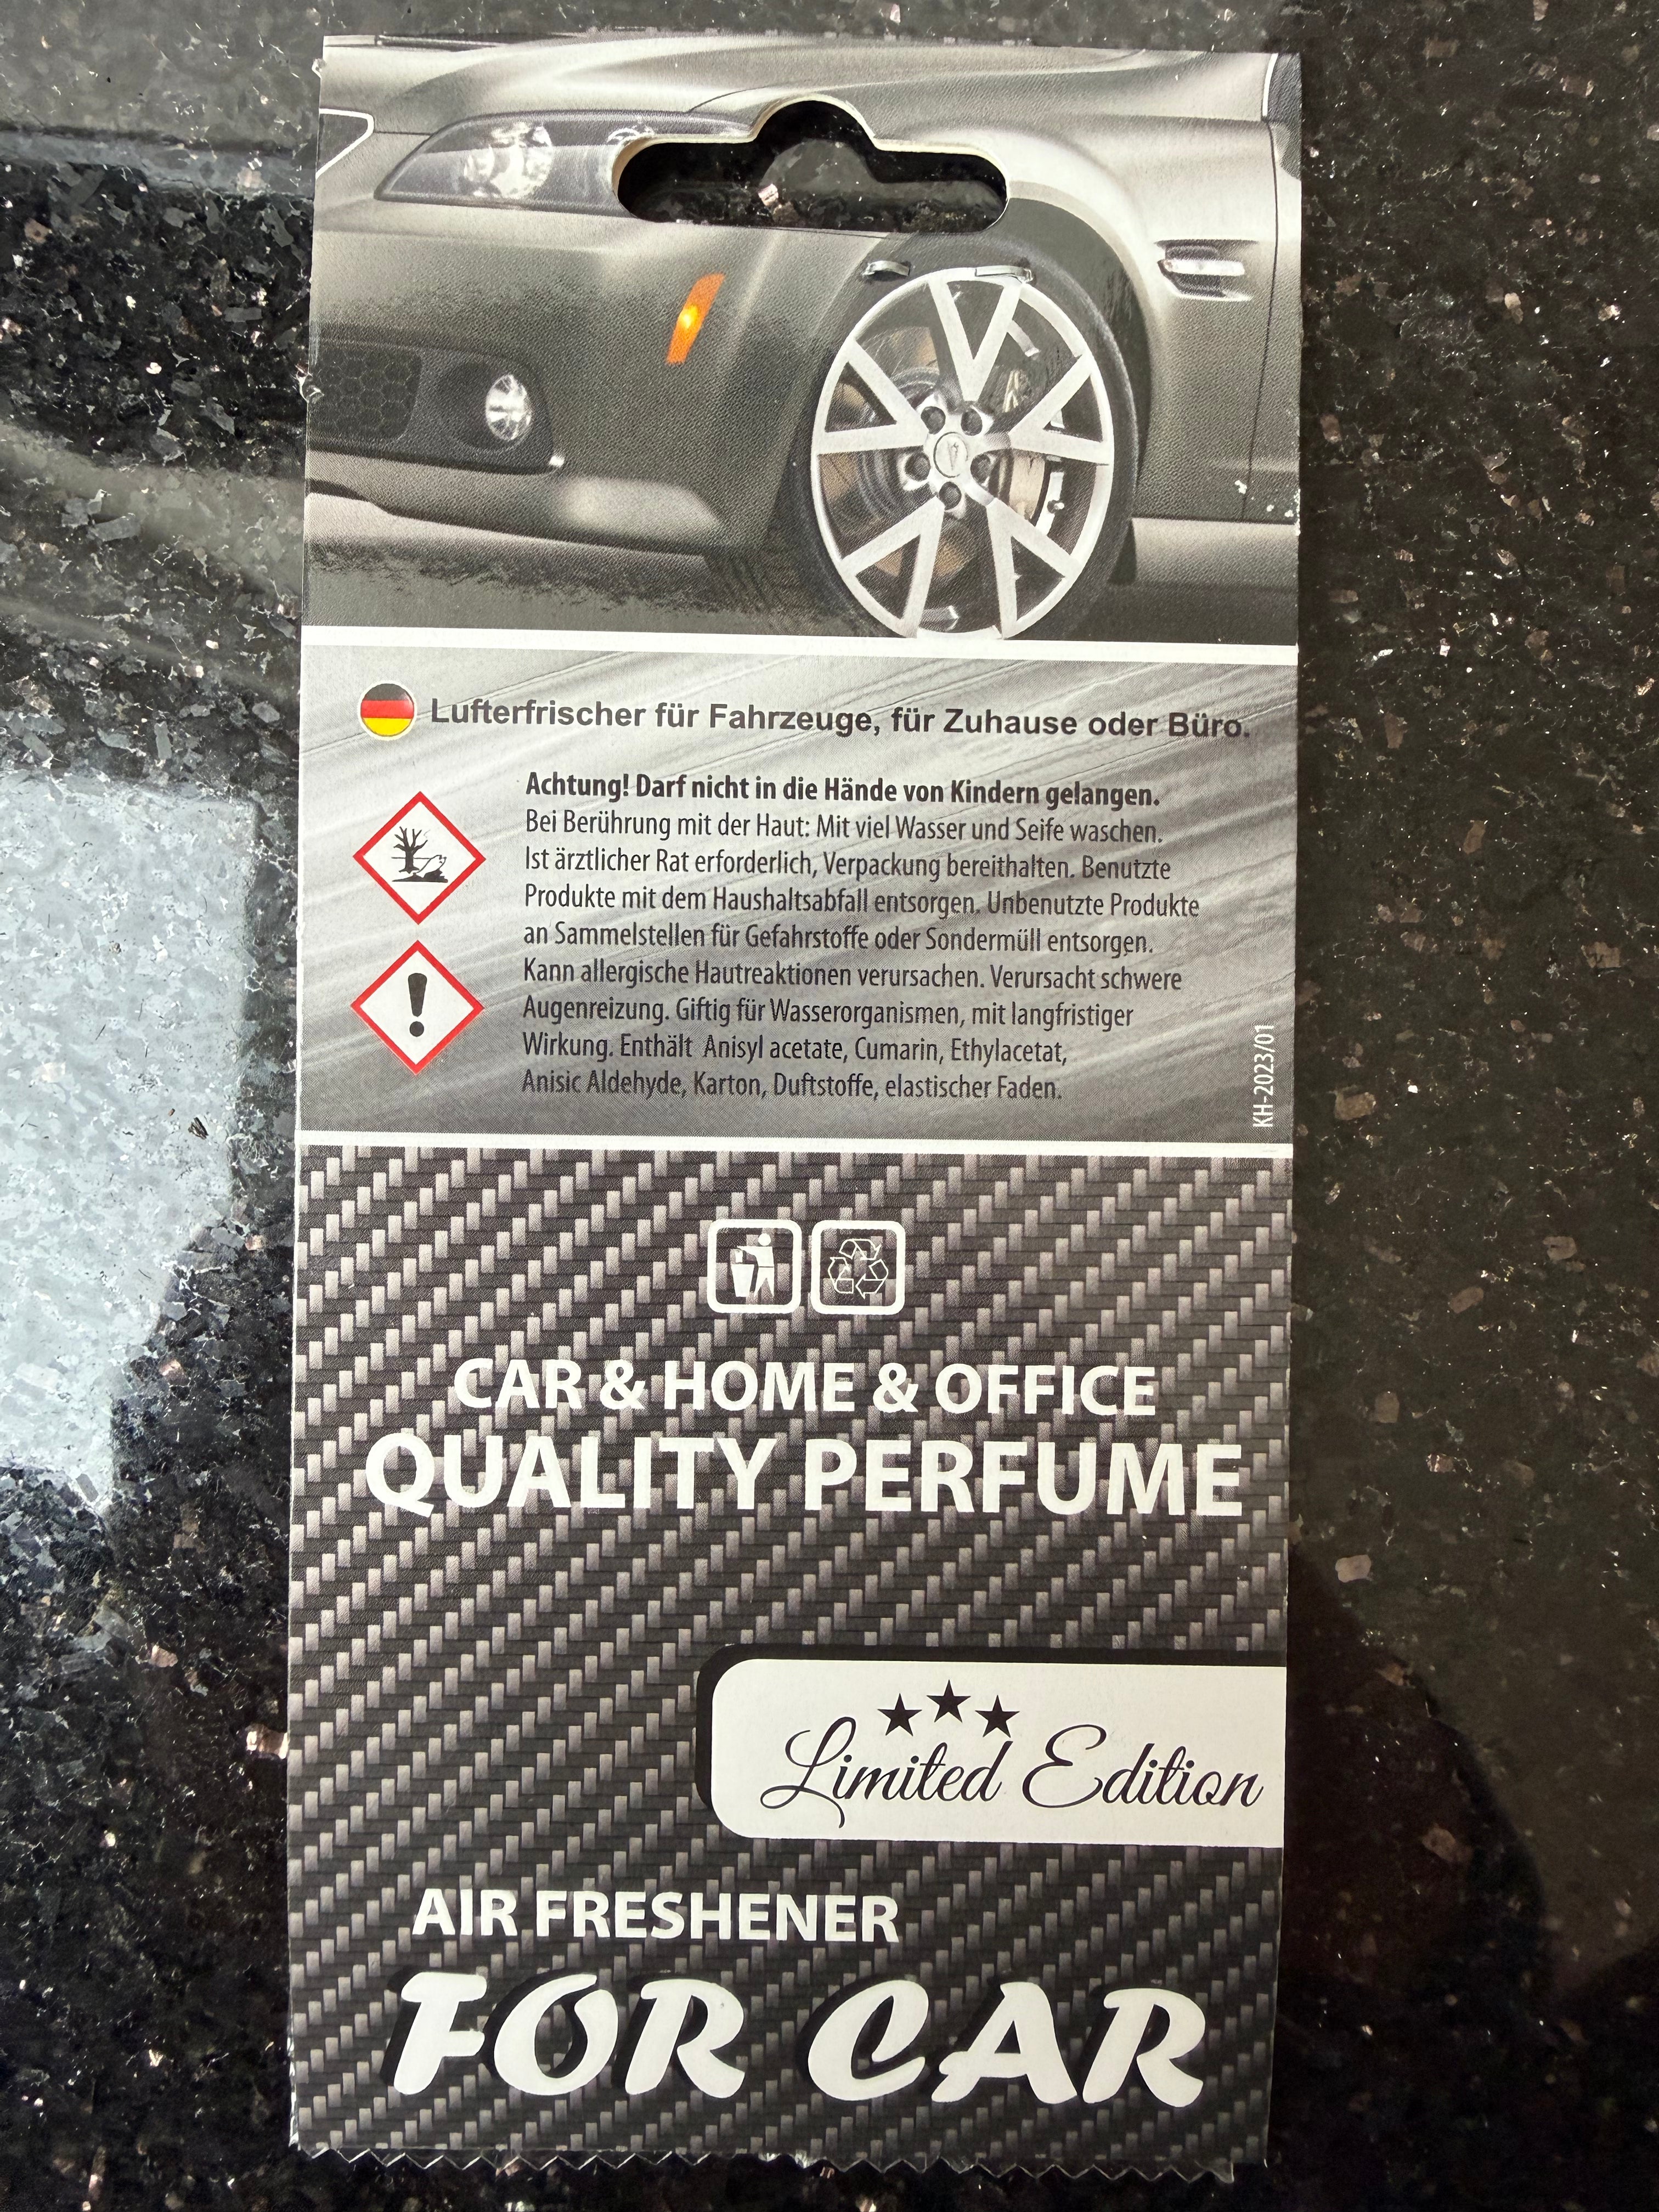 Lufterfrischer für Fahrzeuge, für Zuhause oder Büro.
Achtung! Darf nicht in die Hände von Kindern gelangen.
Bei Berührung mit der Haut: Mit viel Wasser und Seife waschen.
Ist ärztlicher Rat erforderlich, Verpackung bereithalten. Benutzte
Produkte mit dem Haushaltsabfall entsorgen. Unbenutzte Produkte
an Sammelstellen für Gefahrstoffe oder Sondermüll entsorgen.
Kann allergische Hautreaktionen verursachen. Verursacht schwere
Augenreizung. Giftig für Wasserorganismen, mit langfristiger
Wirkung. Enthält Anisyl acetate, Cumarin, Ethylacetat,
Anisic Aldehyde, Karton, Duftstoffe, elastischer Faden.
KH-2023/01
CAR & HOME & OFFICE
QUALITY PERFUME
Limited Edition
AIR FRESHENER
FOR CAR